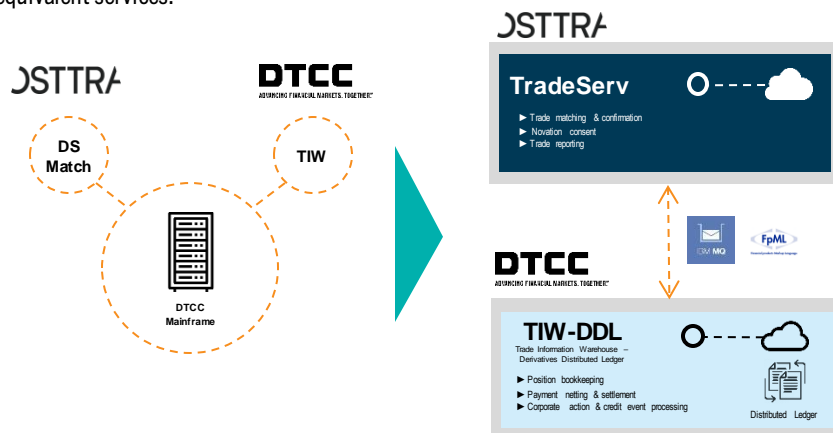 equivalent services.
OSTTRA
DTCC
ADVANCING FINANCIAL MARKETS. TOGETHER.™
DS
Match
TIW
DTCC
Mainframe
OSTTRA
TradeServ
►Trade matching & confirmation
► Novation consent
►Trade reporting
IBM MQ
FpML
DTCC
ADVANCING FINANCIAL MARKETS. TOGETHER.™
TIW-DDL
Trade Information Warehouse –
Derivatives Distributed Ledger
► Position bookkeeping
► Payment netting & settlement
► Corporate action & credit event processing
Distributed Ledger